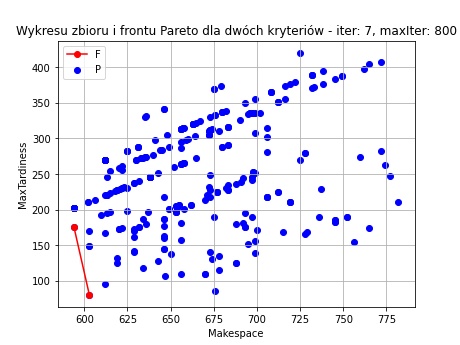 Wykresu zbioru i frontu Pareto dla dwóch kryteriów - iter: 7, maxIter: 800
F
P
400
350
300
250
200
150
100
MaxTardiness
600 625 650 675 700 725 750 775
Makespace